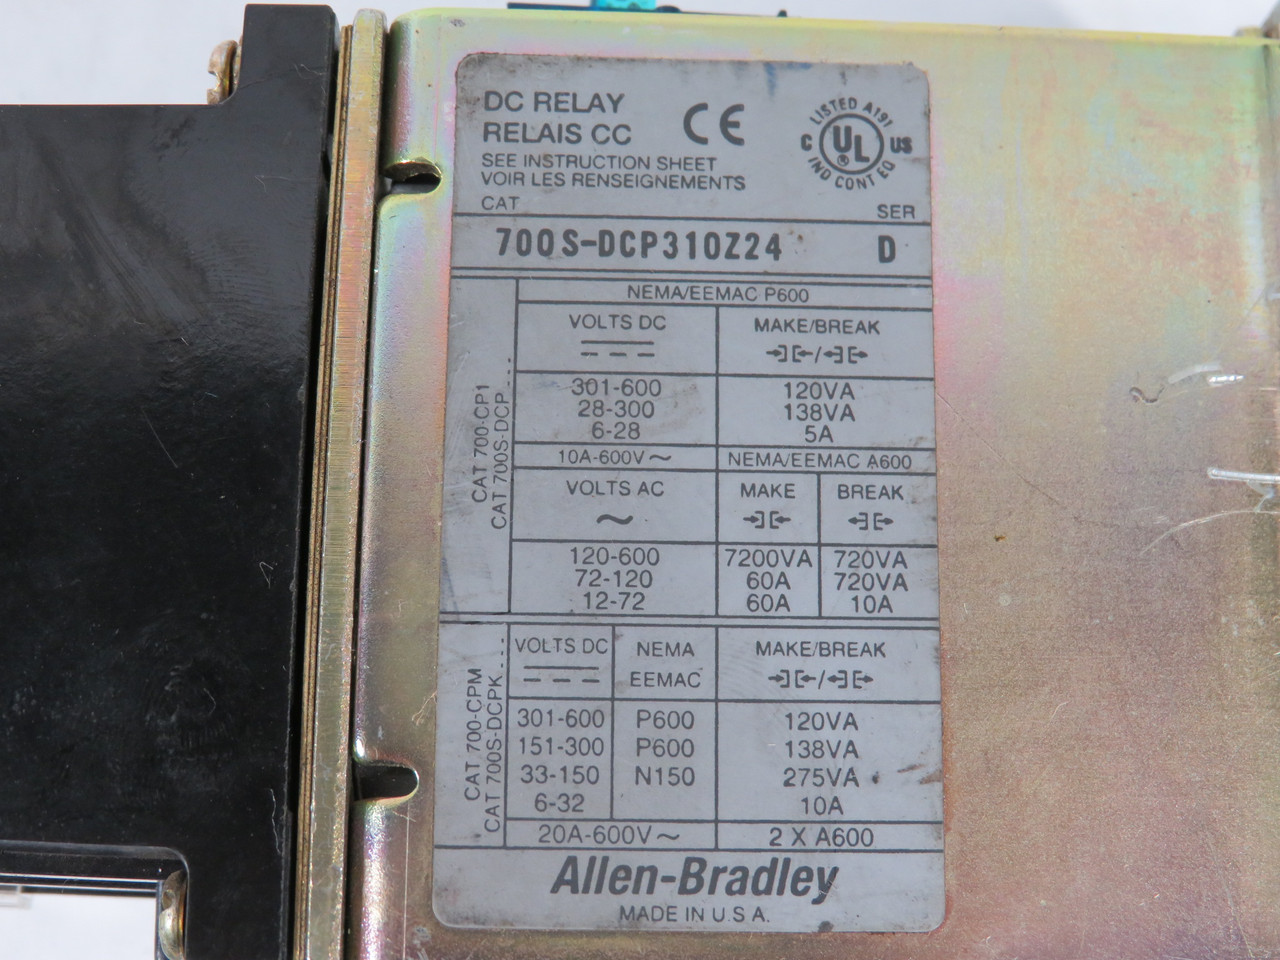 DC RELAY
RELAIS CC
CE
LISTED A191
C UL US
®
IND CONT EQ
SEE INSTRUCTION SHEET
VOIR LES RENSEIGNEMENTS
CAT SER
700S-DCP310Z24 D
NEMA/EEMAC P600
CAT 700-CP1
CAT 700S-DCP...
VOLTS DC MAKE/BREAK
301-600 120VA
28-300 138VA
6-28 5A
10A-600V~ NEMA/EEMAC A600
VOLTS AC MAKE BREAK
~
120-600 7200VA 720VA
72-120 60A 720VA
12-72 60A 10A
CAT 700-CPM
CAT 700S-DCPK...
VOLTS DC NEMA MAKE/BREAK
EEMAC
301-600 P600 120VA
151-300 P600 138VA
33-150 N150 275VA
6-32 10A
20A-600V~ 2 X A600
Allen-Bradley
MADE IN U.S.A.